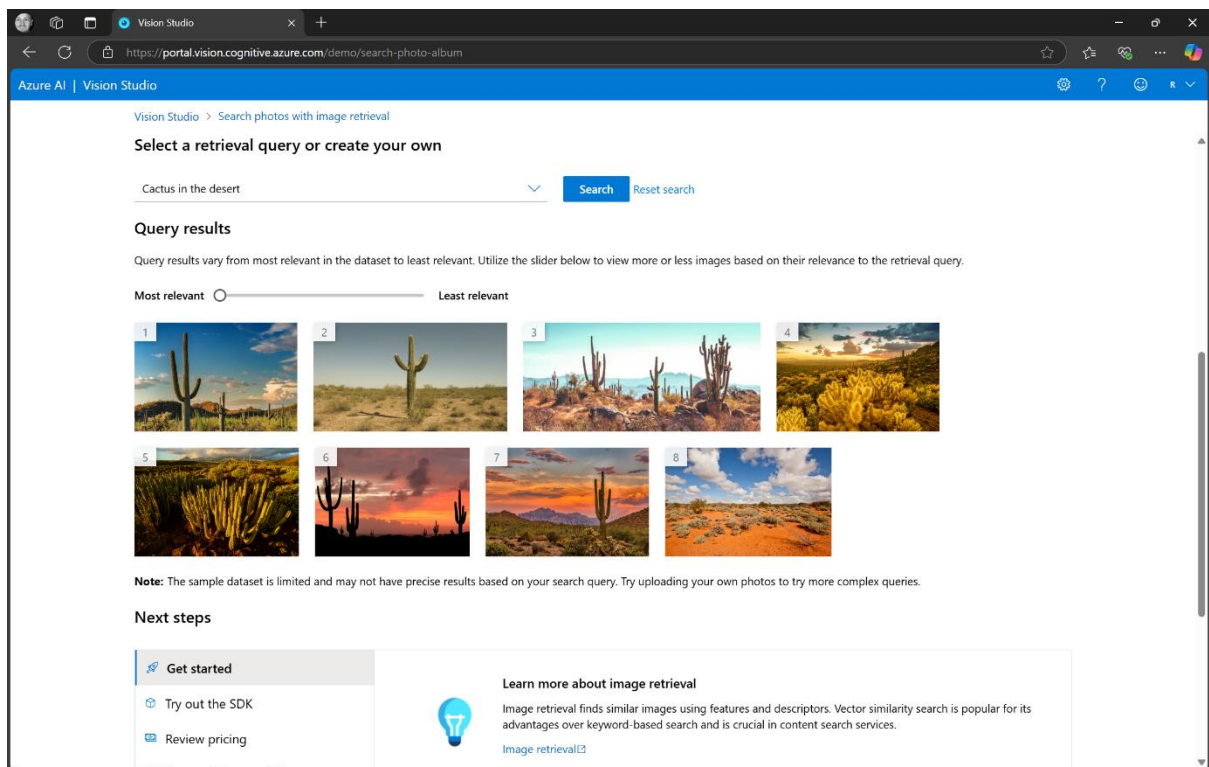 Vision Studio
https://portal.vision.cognitive.azure.com/demo/search-photo-album
Azure AI | Vision Studio
R
Vision Studio > Search photos with image retrieval
Select a retrieval query or create your own
Cactus in the desert
Search
Reset search
Query results
Query results vary from most relevant in the dataset to least relevant. Utilize the slider below to view more or less images based on their relevance to the retrieval query.
Most relevant
Least relevant
1
2
3
4
5
6
7
8
Note: The sample dataset is limited and may not have precise results based on your search query. Try uploading your own photos to try more complex queries.
Next steps
Get started
Try out the SDK
Review pricing
Learn more about image retrieval
Image retrieval finds similar images using features and descriptors. Vector similarity search is popular for its
advantages over keyword-based search and is crucial in content search services.
Image retrieval